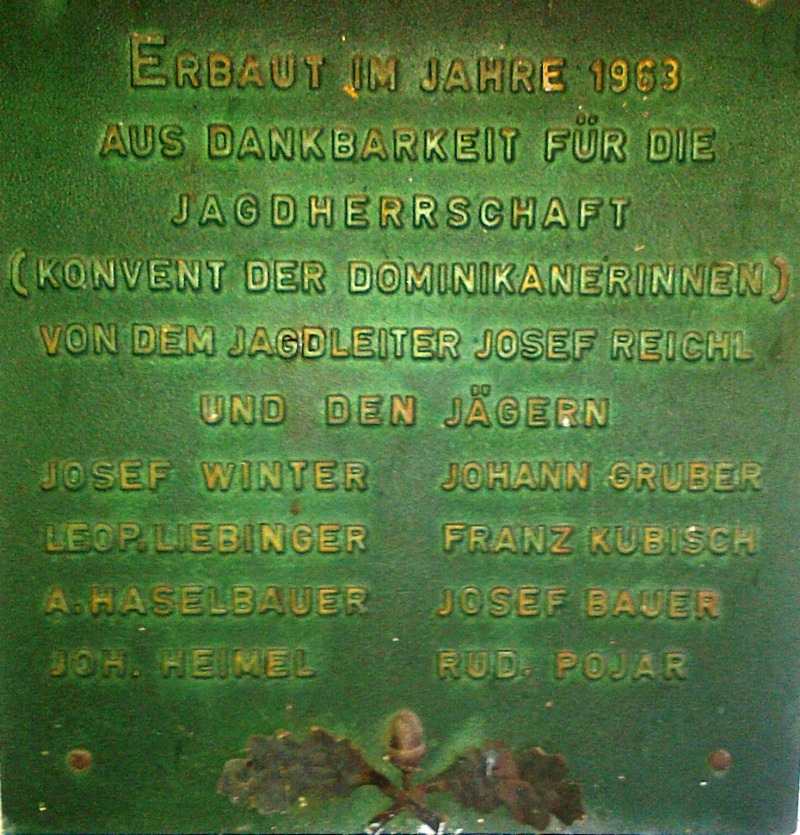 ERBAUT IM JAHRE 1963
AUS DANKBARKEIT FÜR DIE
JAGDHERRSCHAFT
(KONVENT DER DOMINIKANERINNEN)
VON DEM JAGDLEITER JOSEF REICHL
UND DEN JÄGERN
JOSEF WINTER JOHANN GRUBER
LEOP. LIEBINGER FRANZ KUBISCH
A. HASELBAUER JOSEF BAUER
JOH. HEIMEL RUD. POJAR